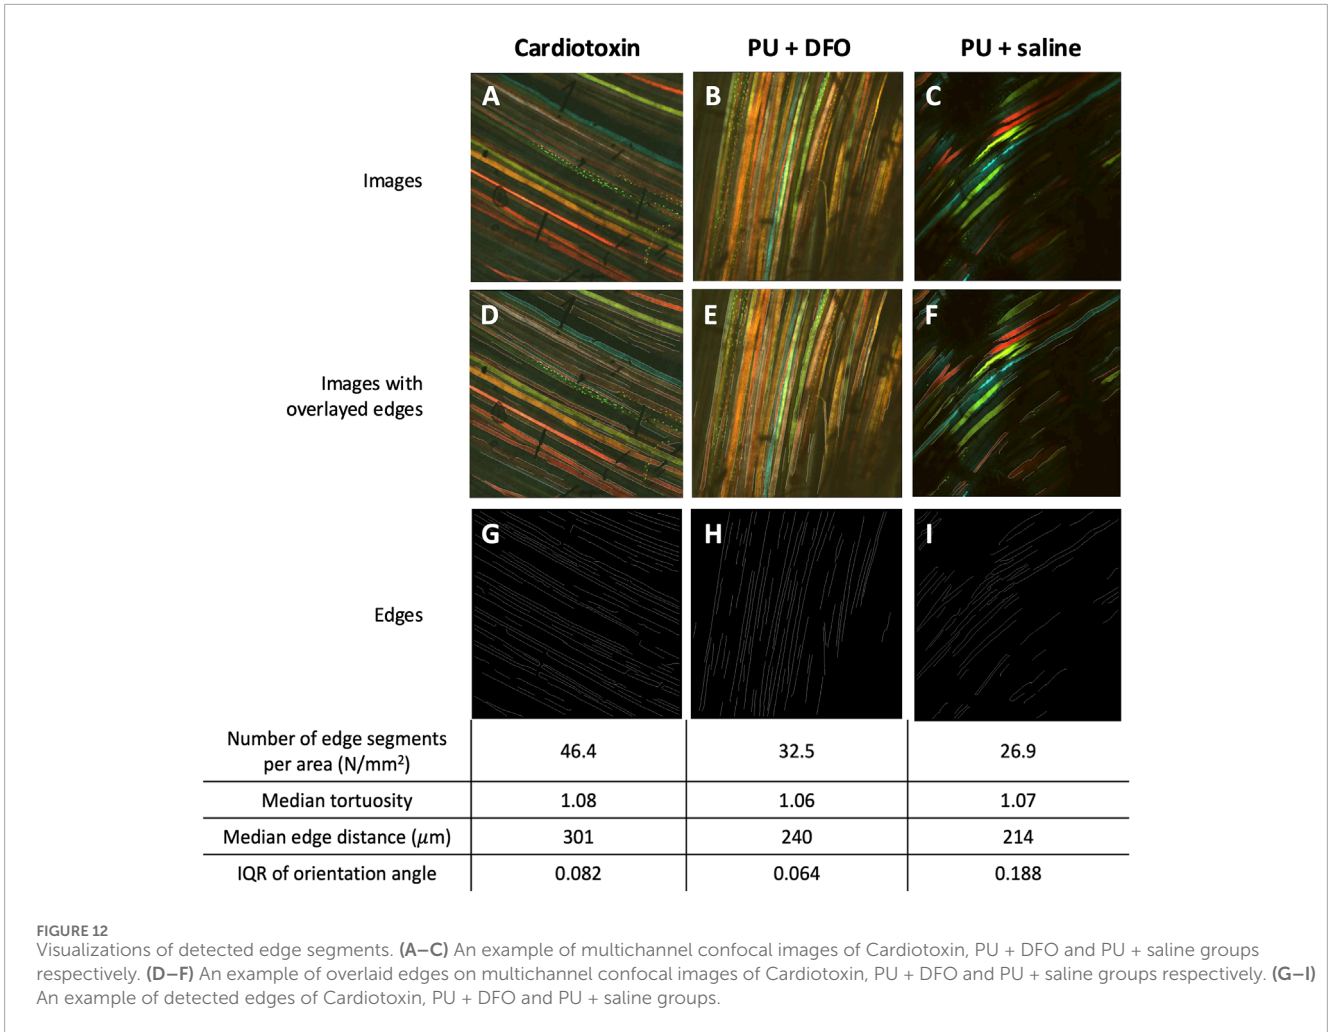 Cardiotoxin PU + DFO PU + saline
A B C
Images
D E F
Images with
overlayed edges
G H I
Edges
Number of edge segments
per area (N/mm²) 46.4 32.5 26.9
Median tortuosity 1.08 1.06 1.07
Median edge distance (μm) 301 240 214
IQR of orientation angle 0.082 0.064 0.188
FIGURE 12
Visualizations of detected edge segments. (A–C) An example of multichannel confocal images of Cardiotoxin, PU + DFO and PU + saline groups
respectively. (D–F) An example of overlaid edges on multichannel confocal images of Cardiotoxin, PU + DFO and PU + saline groups respectively. (G–I)
An example of detected edges of Cardiotoxin, PU + DFO and PU + saline groups.